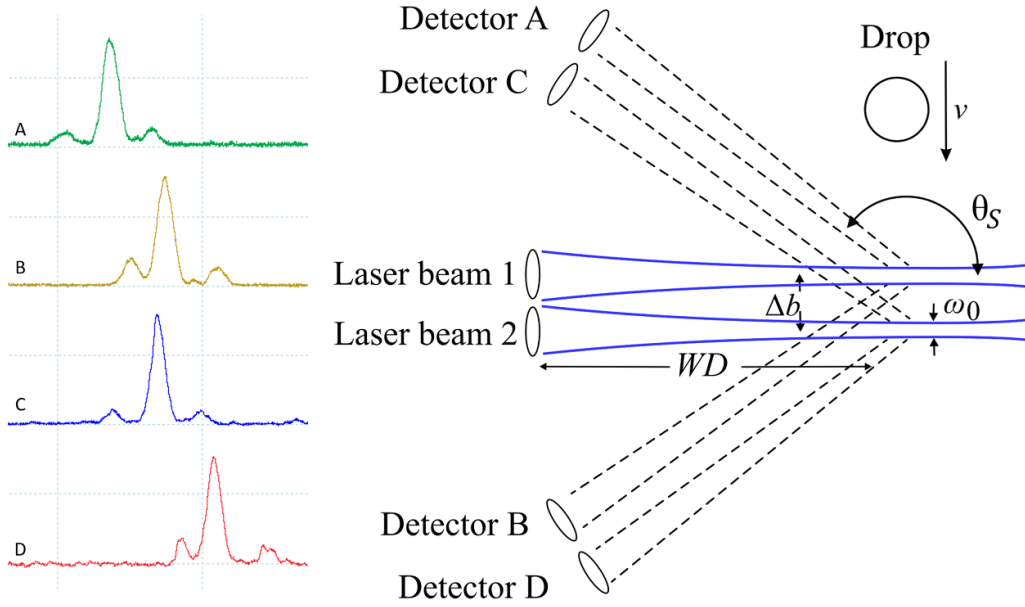 A
B
C
D
Detector A
Detector C
Drop
v
θS
Laser beam 1
Laser beam 2
Δb
ω0
WD
Detector B
Detector D